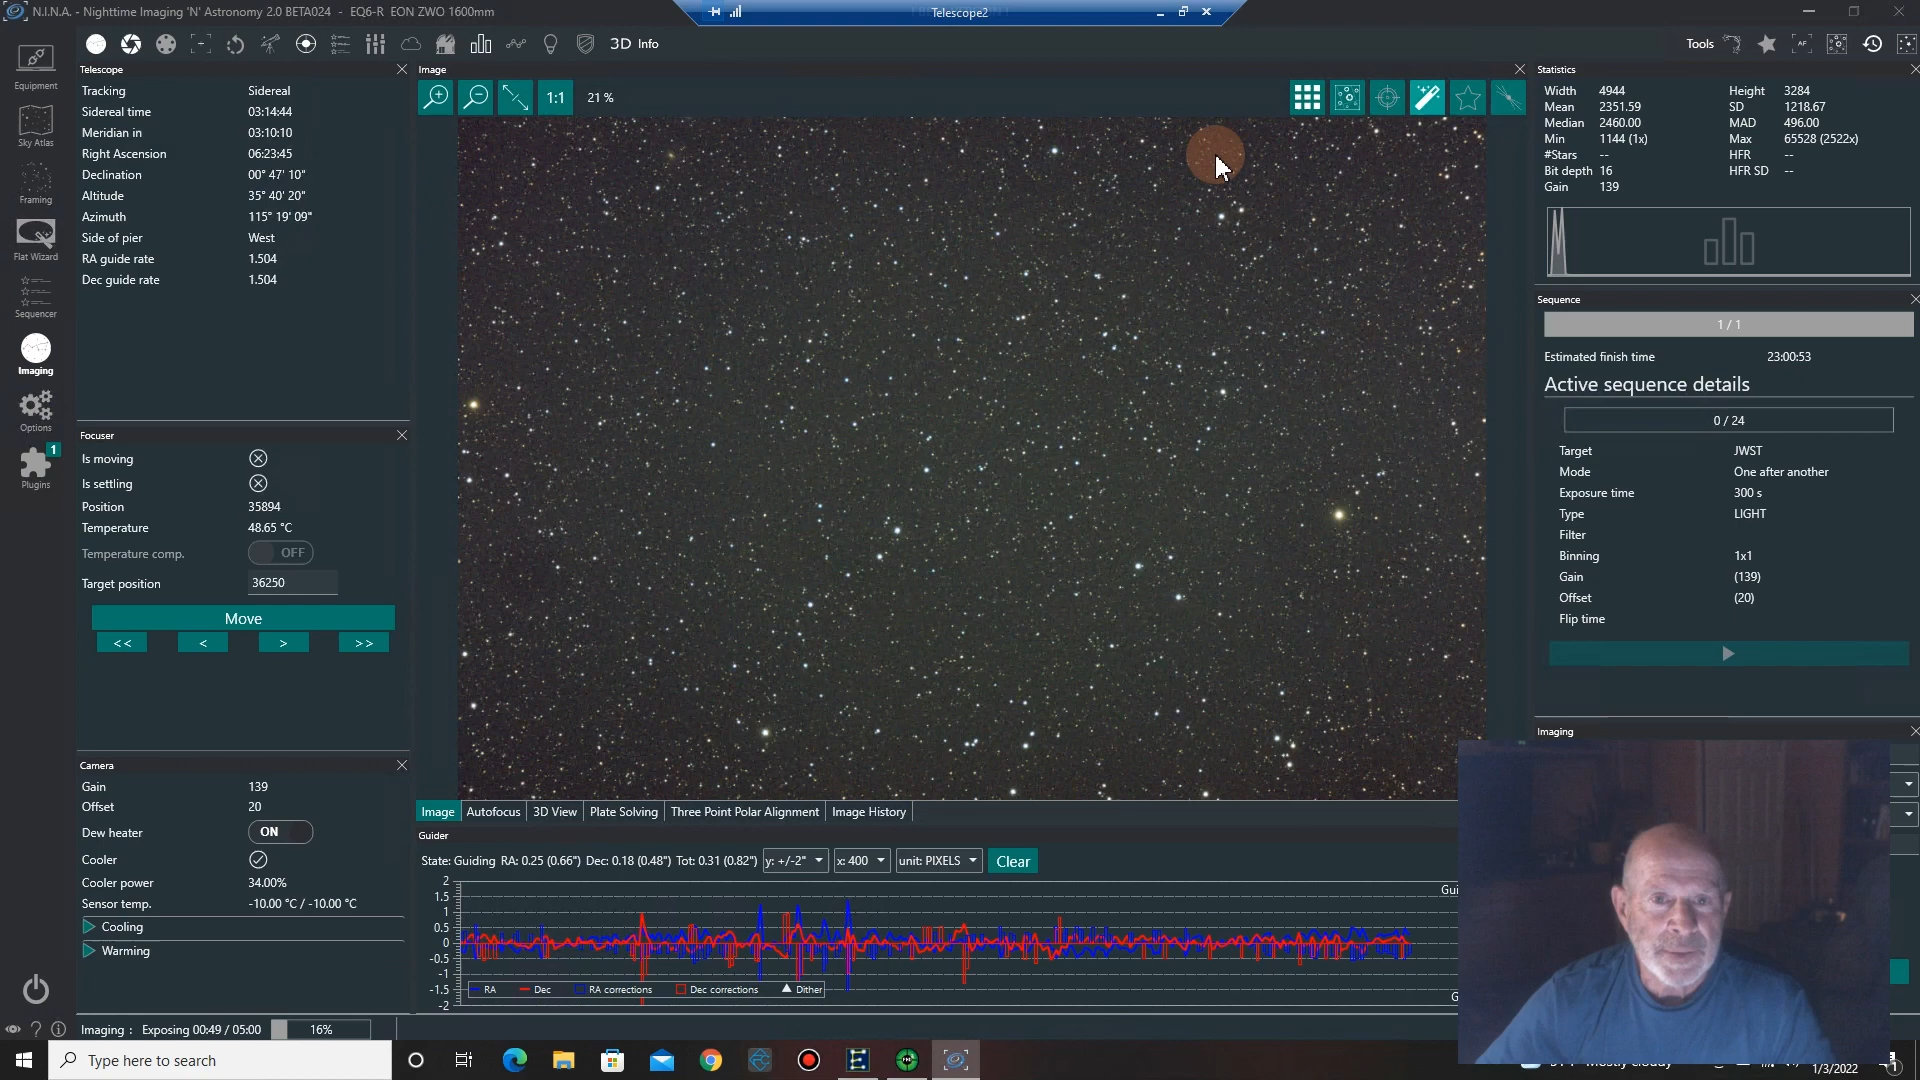 N.I.N.A. - Nighttime Imaging 'N' Astronomy 2.0 BETA024 - EQ6-R EON ZWO 1600mm
Telescope2
3D Info
Tools
AF
Equipment
Sky Atlas
Framing
Flat Wizard
Sequencer
Imaging
Options
1
Plugins
Telescope
Tracking Sidereal
Sidereal time 03:14:44
Meridian in 03:10:10
Right Ascension 06:23:45
Declination 00° 47' 10"
Altitude 35° 40' 20"
Azimuth 115° 19' 09"
Side of pier West
RA guide rate 1.504
Dec guide rate 1.504
Focuser
Is moving
Is settling
Position 35894
Temperature 48.65 °C
Temperature comp. OFF
Target position 36250
Move
<< < > >>
Camera
Gain 139
Offset 20
Dew heater ON
Cooler
Cooler power 34.00%
Sensor temp. -10.00 °C / -10.00 °C
Cooling
Warming
Image
1:1 21 %
Image Autofocus 3D View Plate Solving Three Point Polar Alignment Image History
Guider
State: Guiding RA: 0.25 (0.66") Dec: 0.18 (0.48") Tot: 0.31 (0.82") y: +/-2" x: 400 unit: PIXELS Clear
2
1.5
1
0.5
0
-0.5
-1
-1.5
-2
RA Dec RA corrections Dec corrections Dither
Statistics
Width 4944 Height 3284
Mean 2351.59 SD 1218.67
Median 2460.00 MAD 496.00
Min 1144 (1x) Max 65528 (2522x)
#Stars -- HFR --
Bit depth 16 HFR SD --
Gain 139
Sequence
1 / 1
Estimated finish time 23:00:53
Active sequence details
0 / 24
Target JWST
Mode One after another
Exposure time 300 s
Type LIGHT
Filter
Binning 1x1
Gain (139)
Offset (20)
Flip time
Imaging
Imaging : Exposing 00:49 / 05:00 16%
Type here to search
1/3/2022
1